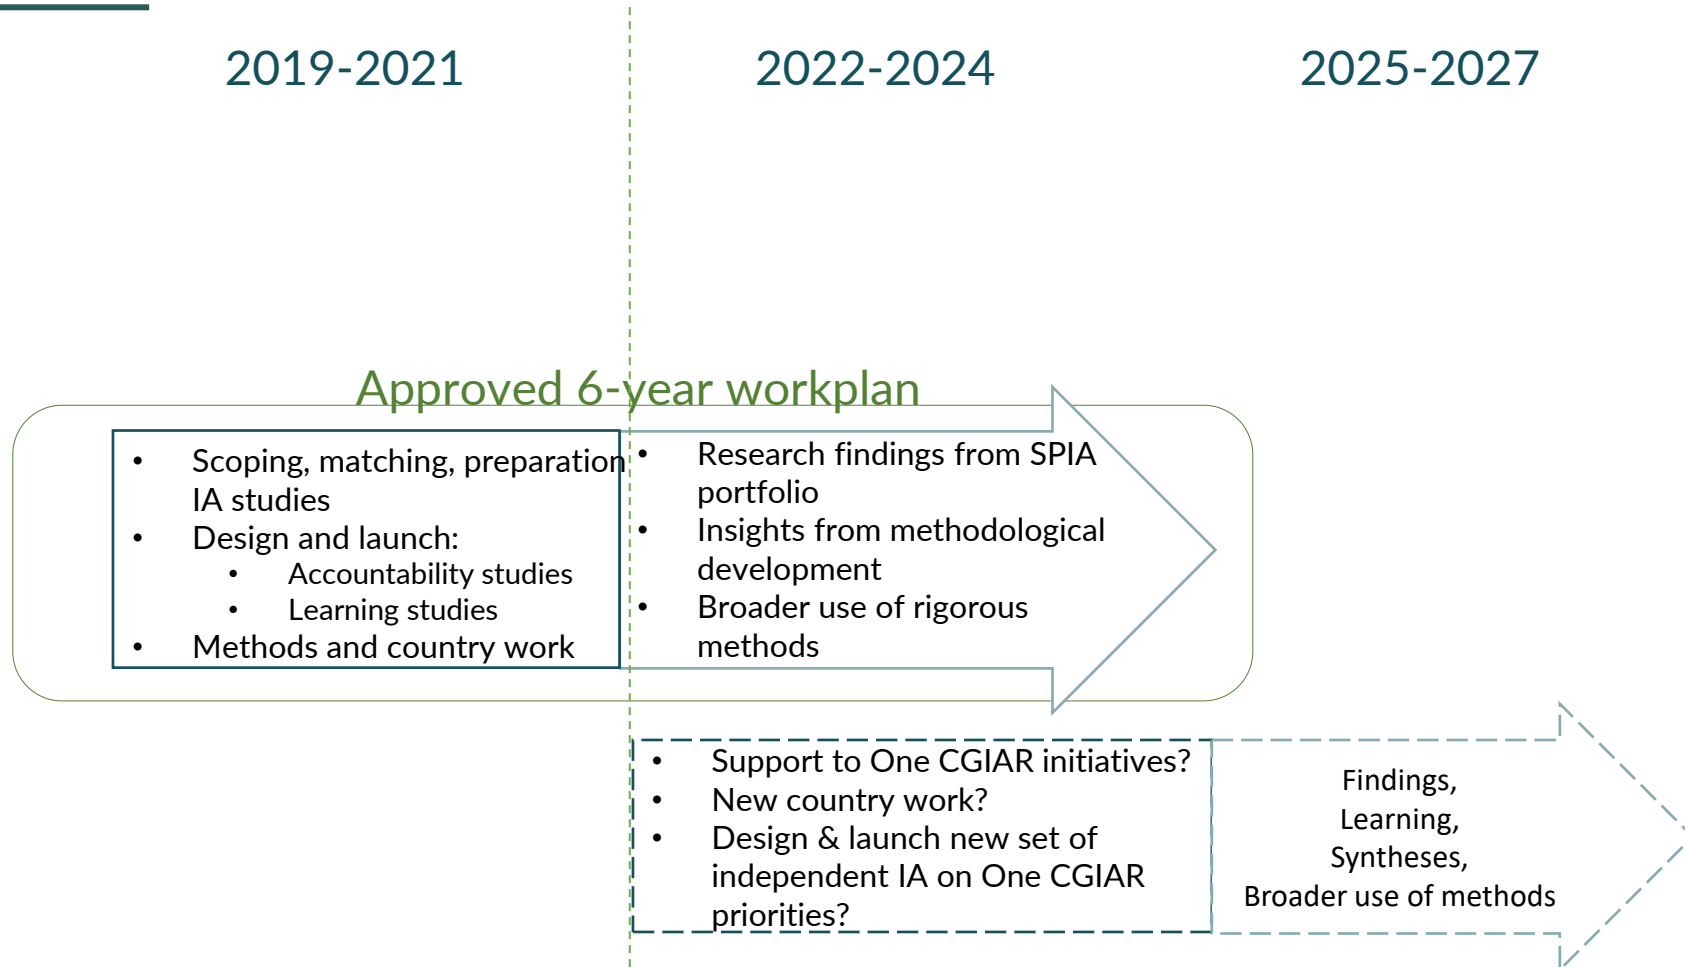 2019-2021
2022-2024
2025-2027
Approved 6-year workplan
• Scoping, matching, preparation
IA studies
• Design and launch:
• Accountability studies
• Learning studies
• Methods and country work
• Research findings from SPIA
portfolio
• Insights from methodological
development
• Broader use of rigorous
methods
• Support to One CGIAR initiatives?
• New country work?
• Design & launch new set of
independent IA on One CGIAR
priorities?
Findings,
Learning,
Syntheses,
Broader use of methods